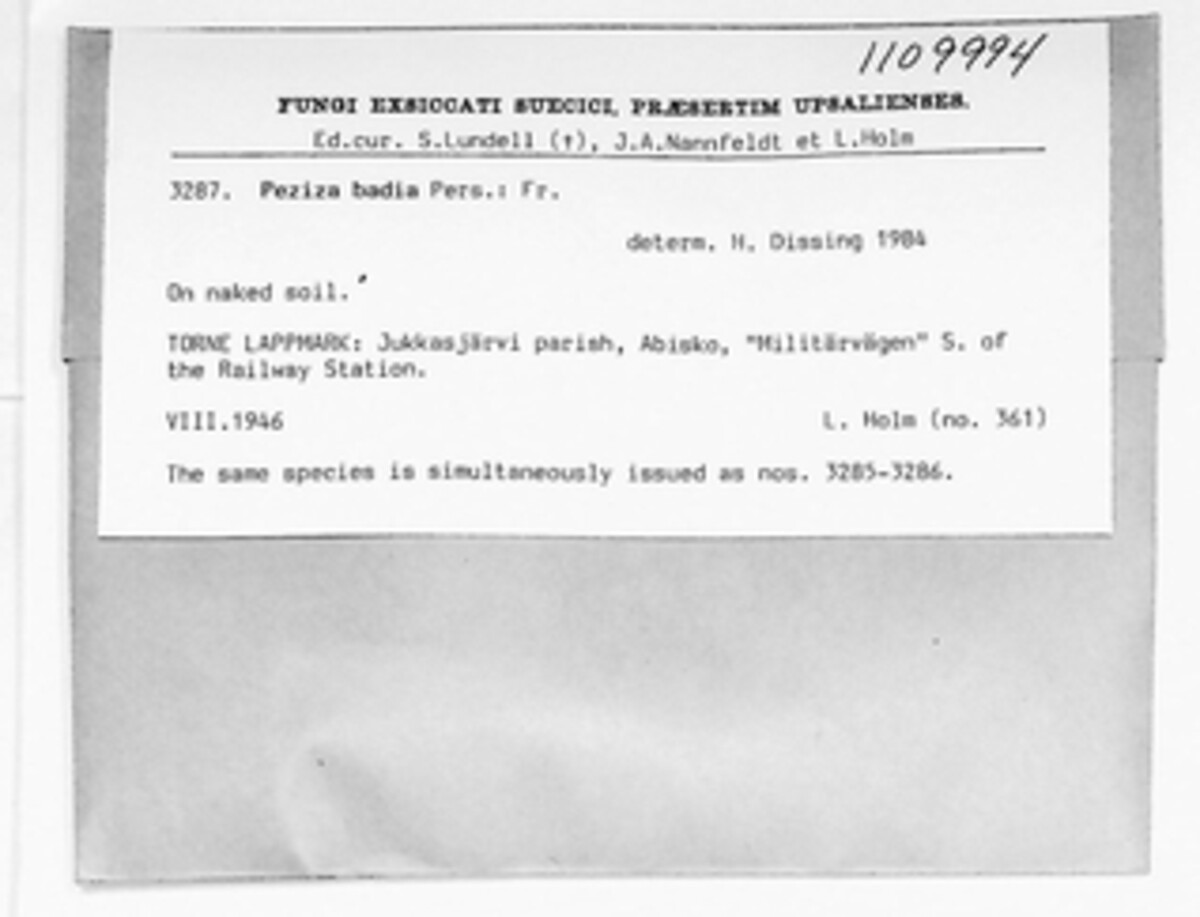 1109994
FUNGI EXSICCATI SUECICI, PRÆSERTIM UPSALIENSES.
Ed.cur. S.Lundell (†), J.A.Nannfeldt et L.Holm
3287. Peziza badia Pers.: Fr.
determ. H. Dissing 1984
On naked soil.
TORNE LAPPMARK: Jukkasjärvi parish, Abisko, "Militärvägen" S. of
the Railway Station.
VIII.1946 L. Holm (no. 361)
The same species is simultaneously issued as nos. 3285-3286.